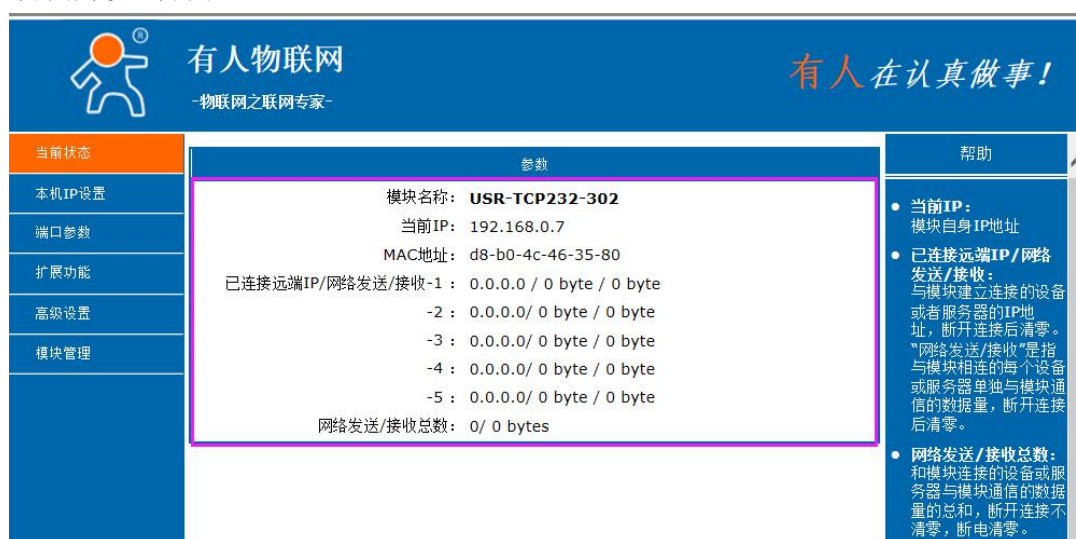 ®
有人物联网
-物联网之联网专家-
有人在认真做事!
当前状态
本机IP设置
端口参数
扩展功能
高级设置
模块管理
参数
模块名称: USR-TCP232-302
当前IP: 192.168.0.7
MAC地址: d8-b0-4c-46-35-80
已连接远端IP/网络发送/接收-1 : 0.0.0.0 / 0 byte / 0 byte
-2 : 0.0.0.0/ 0 byte / 0 byte
-3 : 0.0.0.0/ 0 byte / 0 byte
-4 : 0.0.0.0/ 0 byte / 0 byte
-5 : 0.0.0.0/ 0 byte / 0 byte
网络发送/接收总数: 0/ 0 bytes
帮助
• 当前IP:
模块自身IP地址
• 已连接远端IP/网络
发送/接收:
与模块建立连接的设备
或者服务器的IP地
址，断开连接后清零。
“网络发送/接收”是指
与模块相连的每个设备
或服务器单独与模块通
信的数据量，断开连接
后清零。
• 网络发送/接收总数:
和模块连接的设备或服
务器与模块通信的数据
量的总和，断开连接不
清零，断电清零。